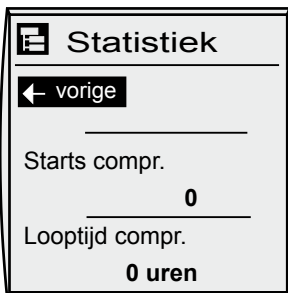 Statistiek
vorige
Starts compr.
0
Looptijd compr.
0 uren